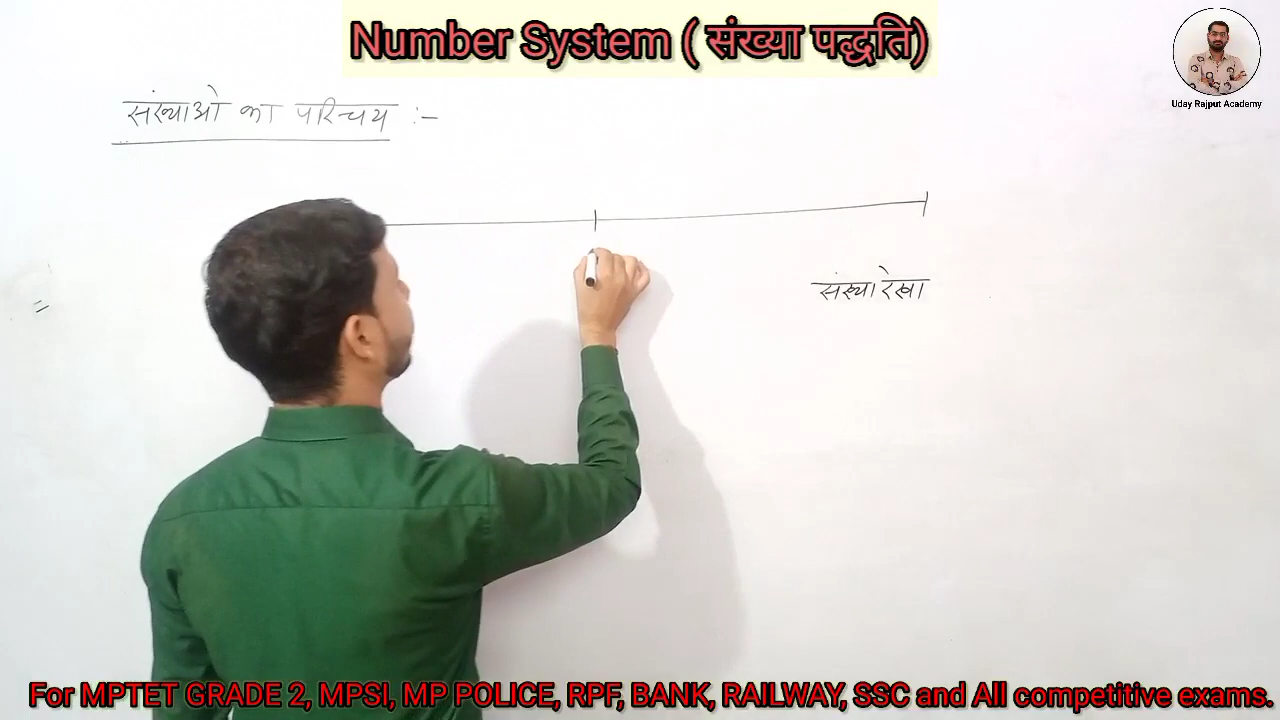 Number System ( संख्या पद्धति)
Uday Rajput Academy
संख्याओ का परिचय :-
संख्या रेखा
=
For MPTET GRADE 2, MPSI, MP POLICE, RPF, BANK, RAILWAY, SSC and All competitive exams.